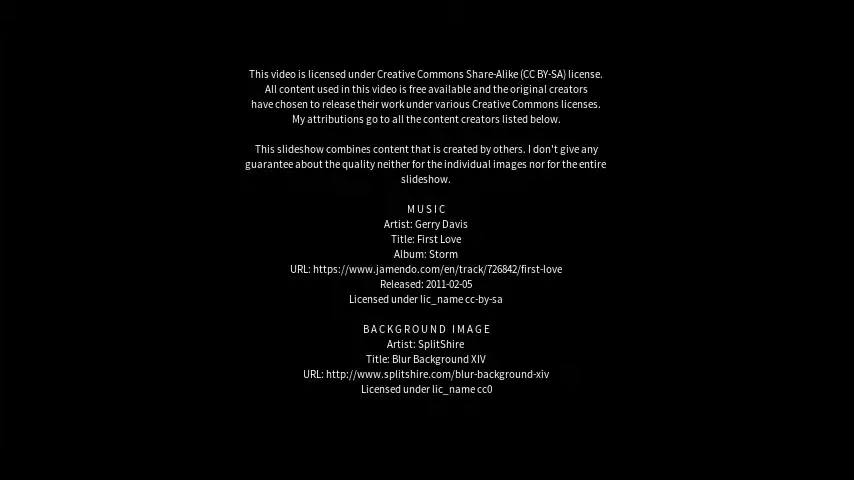 This video is licensed under Creative Commons Share-Alike (CC BY-SA) license.
All content used in this video is free available and the original creators
have chosen to release their work under various Creative Commons licenses.
My attributions go to all the content creators listed below.
This slideshow combines content that is created by others. I don't give any
guarantee about the quality neither for the individual images nor for the entire
slideshow.
MUSIC
Artist: Gerry Davis
Title: First Love
Album: Storm
URL: https://www.jamendo.com/en/track/726842/first-love
Released: 2011-02-05
Licensed under lic_name cc-by-sa
BACKGROUND IMAGE
Artist: SplitShire
Title: Blur Background XIV
URL: http://www.splitshire.com/blur-background-xiv
Licensed under lic_name cc0